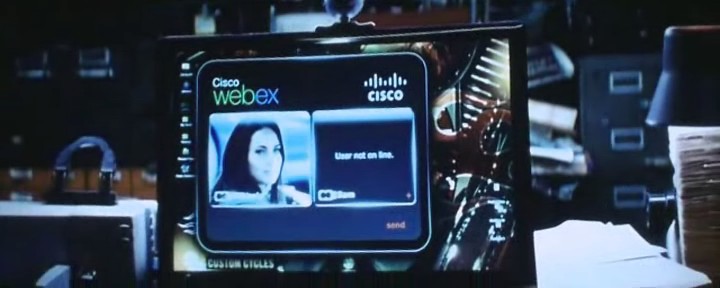 Cisco
webex
CISCO
User not on line.
send
CUSTOM CYCLES